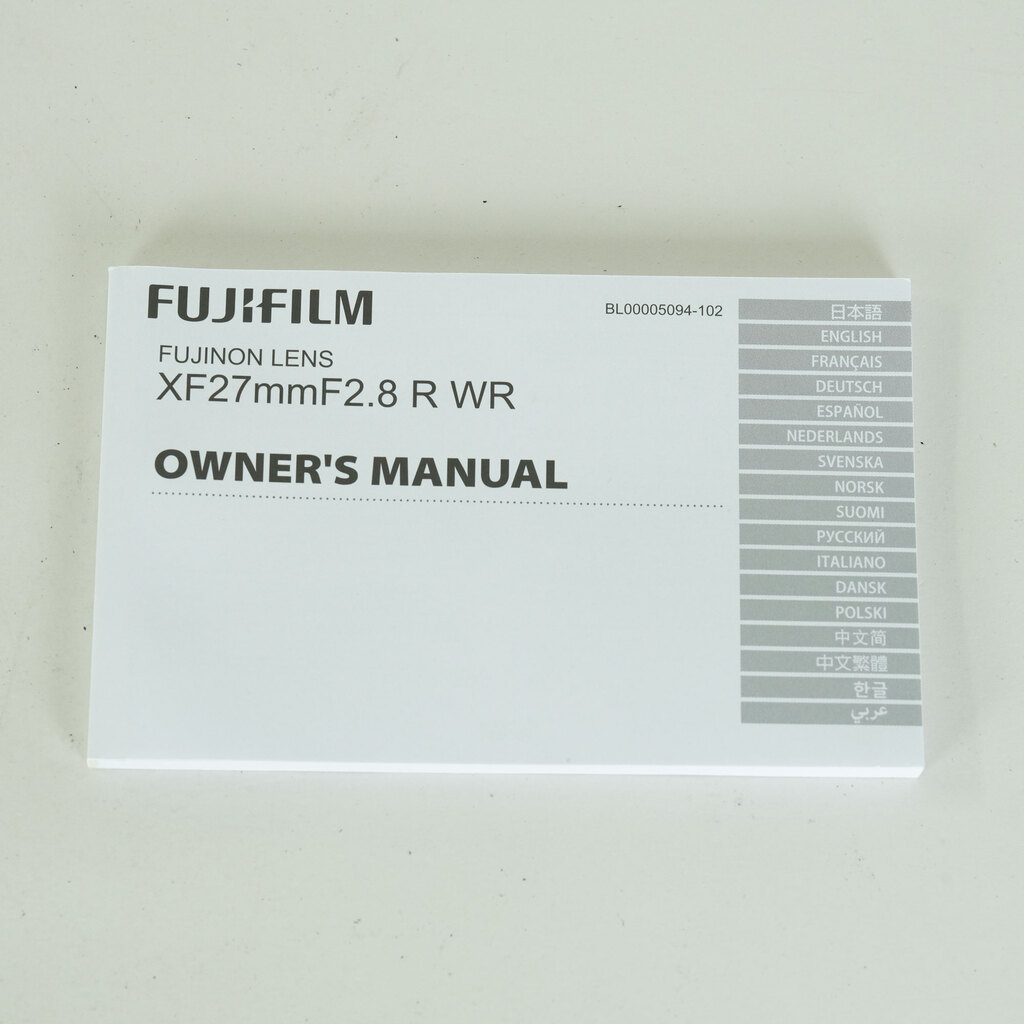 FUJIFILM
BL00005094-102
FUJINON LENS
XF27mmF2.8 R WR
OWNER'S MANUAL
日本語
ENGLISH
FRANÇAIS
DEUTSCH
ESPAÑOL
NEDERLANDS
SVENSKA
NORSK
SUOMI
РУССКИЙ
ITALIANO
DANSK
POLSKI
中文简
中文繁體
한글
عربي